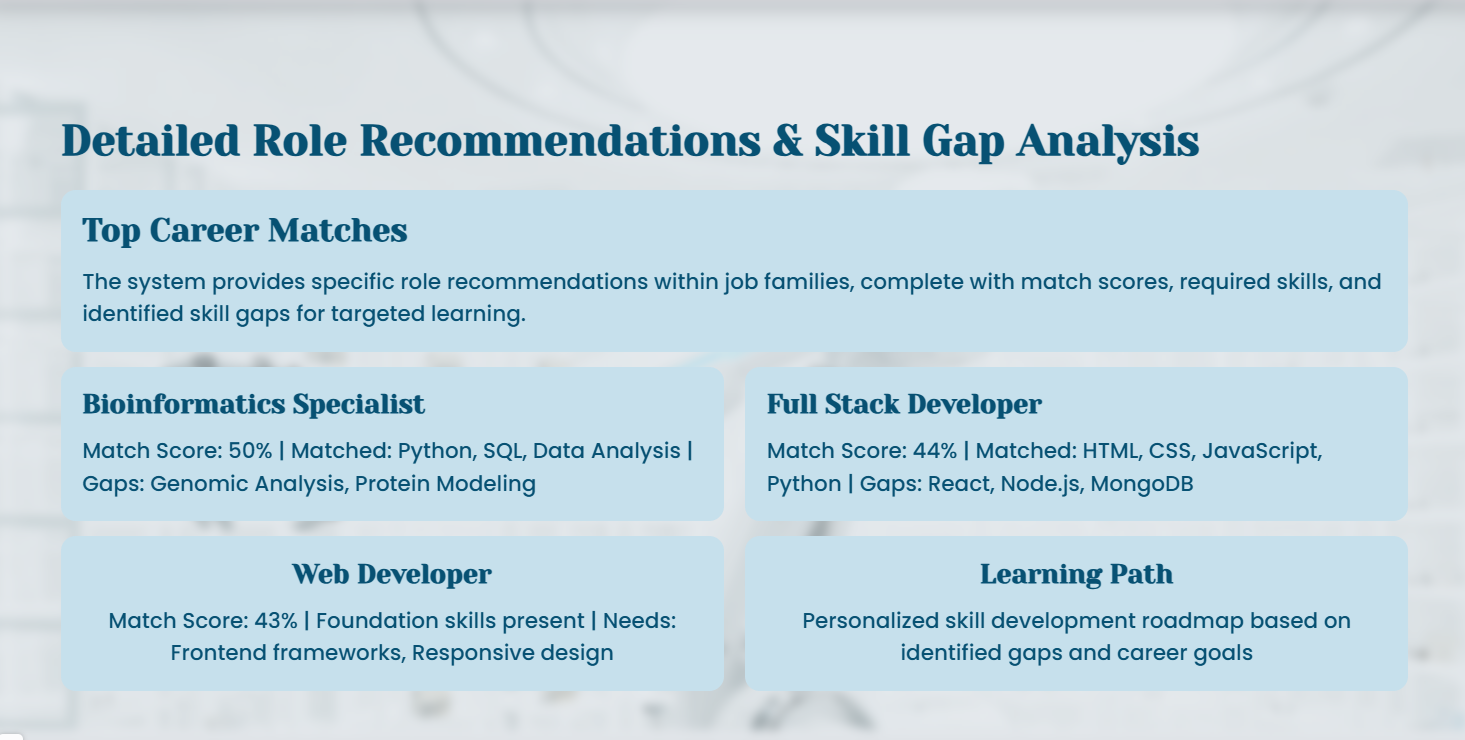 Detailed Role Recommendations & Skill Gap Analysis
Top Career Matches
The system provides specific role recommendations within job families, complete with match scores, required skills, and
identified skill gaps for targeted learning.
Bioinformatics Specialist
Match Score: 50% | Matched: Python, SQL, Data Analysis |
Gaps: Genomic Analysis, Protein Modeling
Full Stack Developer
Match Score: 44% | Matched: HTML, CSS, JavaScript,
Python | Gaps: React, Node.js, MongoDB
Web Developer
Match Score: 43% | Foundation skills present | Needs:
Frontend frameworks, Responsive design
Learning Path
Personalized skill development roadmap based on
identified gaps and career goals